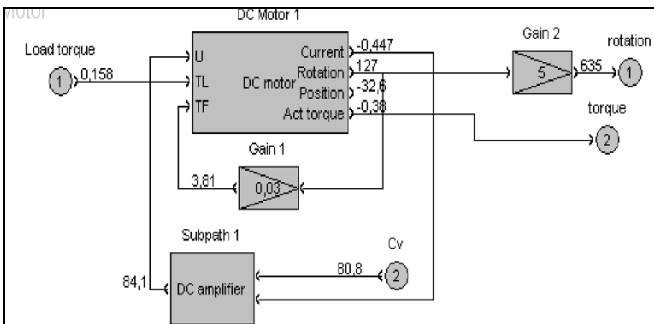 Motor
DC Motor 1
Load torque
1
0,158
U
TL
TF
DC motor
Current
Rotation
Position
Act torque
-0,447
127
-32,6
-0,38
Gain 2
5
635
rotation
1
torque
2
Gain 1
3,81
0,03
Subpath 1
84,1
DC amplifier
80,8
Cv
2